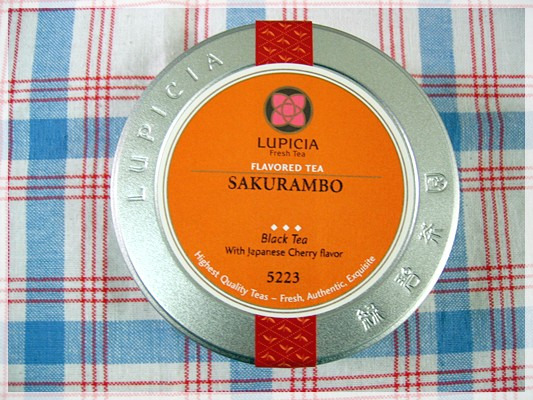 LUPICIA
LUPICIA
Fresh Tea
FLAVORED TEA
SAKURAMBO
Black Tea
With Japanese Cherry flavor
5223
Highest Quality Teas – Fresh, Authentic, Exquisite